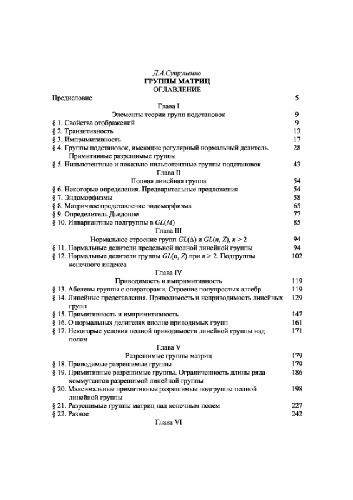 Д.А.Супруненко
ГРУППЫ МАТРИЦ
ОГЛАВЛЕНИЕ
Предисловие 5
Глава I
Элементы теории групп подстановок 9
§ 1. Свойства отображений 9
§ 2. Транзитивность 13
§ 3. Импримитивность 17
§ 4. Группы подстановок, имеющие регулярный нормальный делитель. 28
Примитивные разрешимые группы
§ 5. Нильпотентные и локально нильпотентные группы подстановок 43
Глава II
Полная линейная группа 54
§ 6. Некоторые определения. Предварительные предложения 54
§ 7. Эндоморфизмы 58
§ 8. Матричное представление эндоморфизма 65
§ 9. Определитель Дьёдонне 77
§ 10. Инвариантные подгруппы в GL(M) 85
Глава III
Нормальное строение групп GL(Δ) и GL(n, Z), n > 2 94
§ 11. Нормальные делители предельной полной линейной группы 94
§ 12. Нормальные делители группы GL(n, Z) при n > 2. Подгруппы 102
конечного индекса
Глава IV
Приводимость и импримитивность 119
§ 13. Абелевы группы с операторами. Строение полупростых алгебр 119
§ 14. Линейные представления. Приводимость и неприводимость линейных 129
групп
§ 15. Примитивность и импримитивность 147
§ 16. О нормальных делителях вполне приводимых групп 161
§ 17. Некоторые условия полной приводимости линейной группы над 171
полем
Глава V
Разрешимые группы матриц 179
§ 18. Приводимые разрешимые группы 179
§ 19. Примитивные разрешимые группы. Ограниченность длины ряда 186
коммутантов разрешимой линейной группы
§ 20. Максимальные примитивные разрешимые подгруппы полной 198
линейной группы
§ 21. Разрешимые группы матриц над конечным полем 227
§ 22. Разное 242
Глава VI